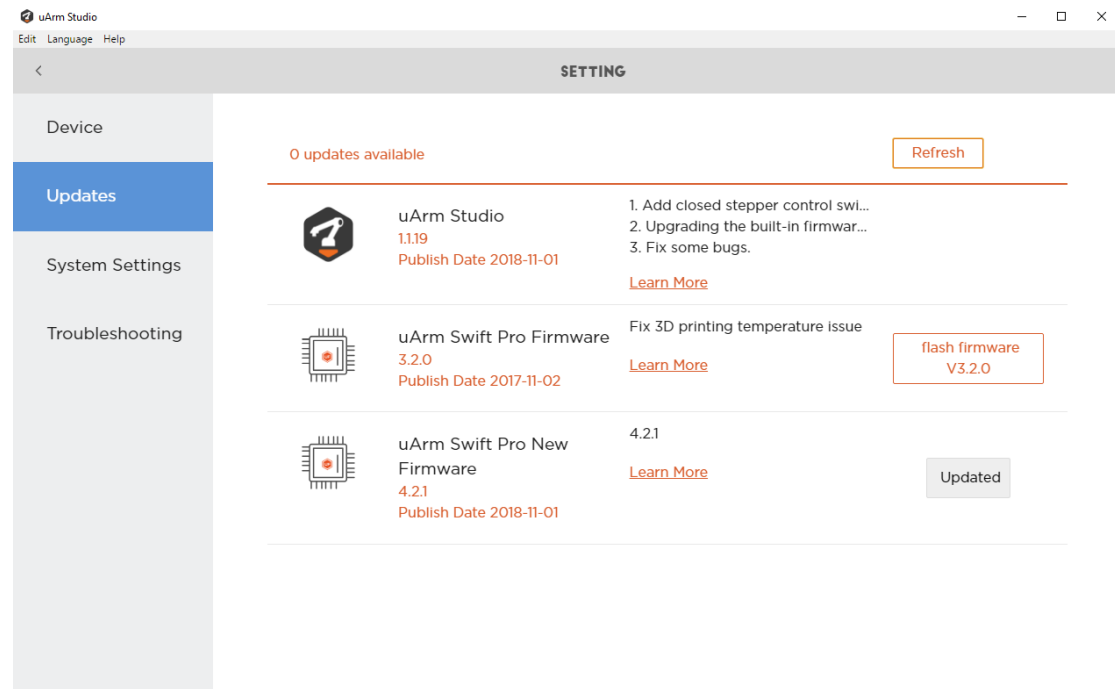 uArm Studio
Edit Language Help
SETTING
Device
Updates
System Settings
Troubleshooting
0 updates available
Refresh
uArm Studio
1.1.19
Publish Date 2018-11-01
1. Add closed stepper control swi...
2. Upgrading the built-in firmwar...
3. Fix some bugs.
Learn More
uArm Swift Pro Firmware
3.2.0
Publish Date 2017-11-02
Fix 3D printing temperature issue
Learn More
flash firmware
V3.2.0
uArm Swift Pro New
Firmware
4.2.1
Publish Date 2018-11-01
4.2.1
Learn More
Updated